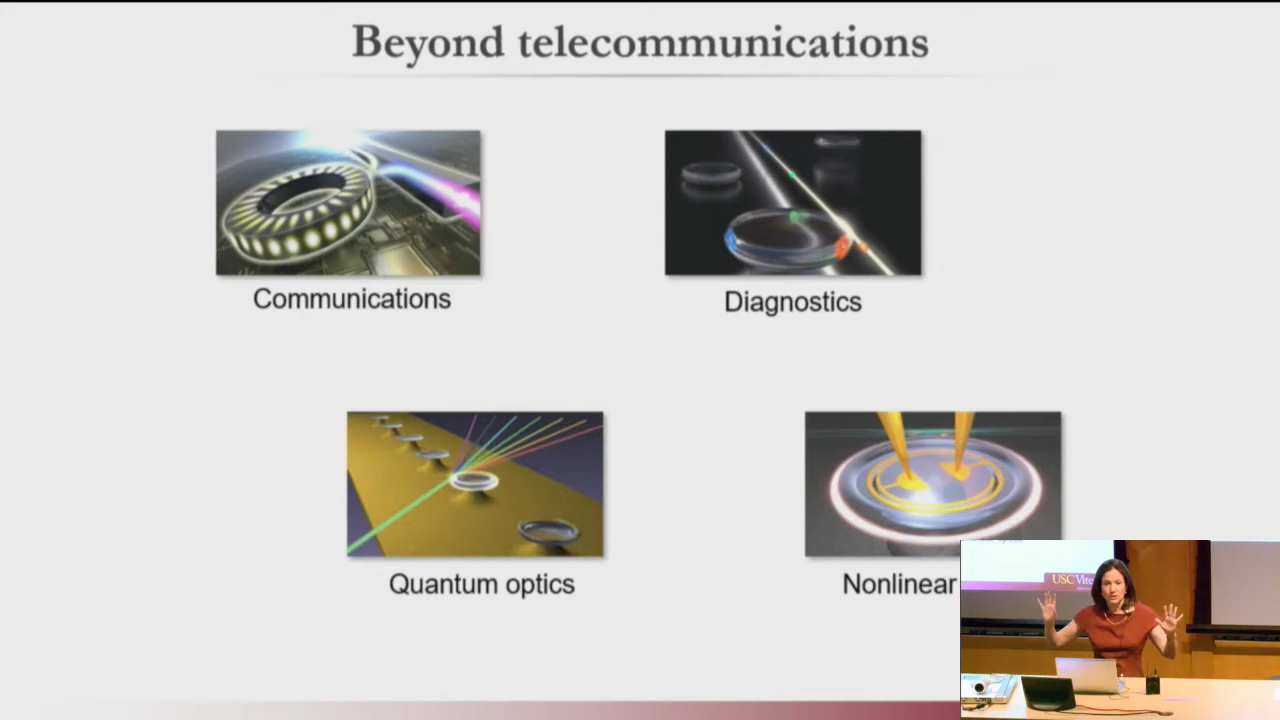 Beyond telecommunications
Communications
Diagnostics
Quantum optics
Nonlinear
USC Vite